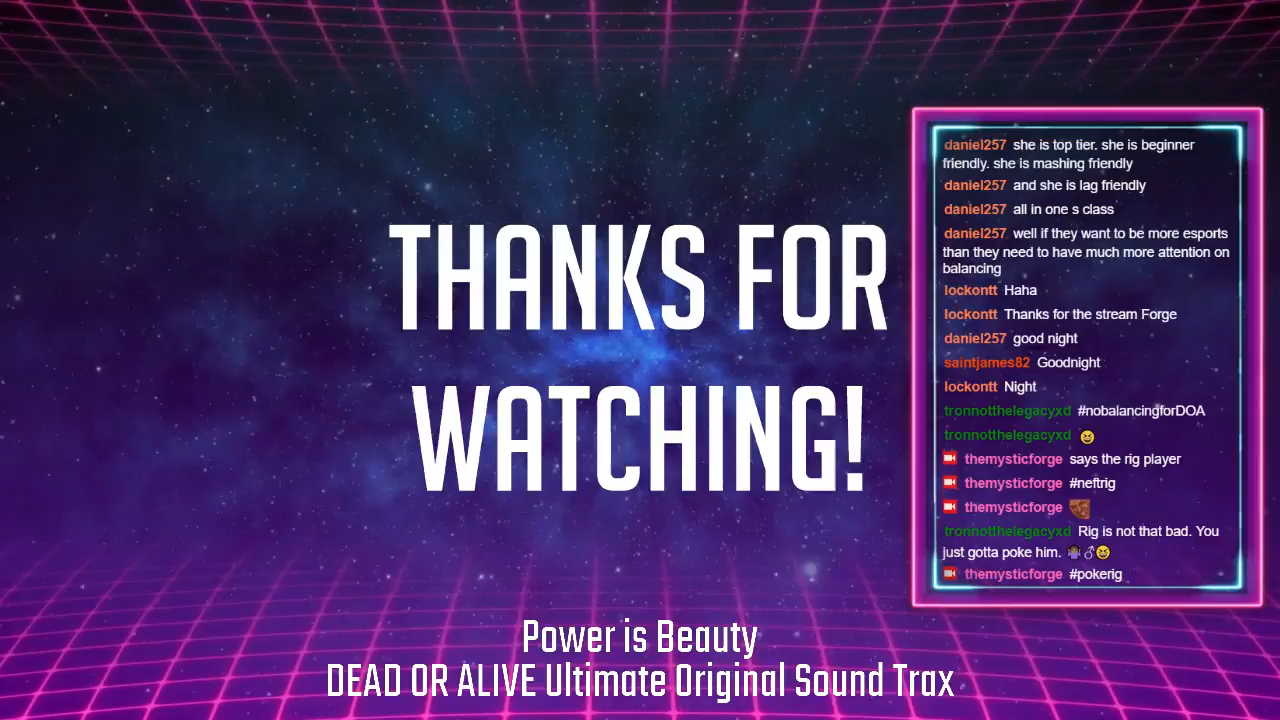 THANKS FOR
WATCHING!
daniel257 she is top tier. she is beginner
friendly. she is mashing friendly
daniel257 and she is lag friendly
daniel257 all in one s class
daniel257 well if they want to be more esports
than they need to have much more attention on
balancing
lockontt Haha
lockontt Thanks for the stream Forge
daniel257 good night
saintjames82 Goodnight
lockontt Night
tronnotthelegacyxd #nobalancingforDOA
tronnotthelegacyxd 😆
themysticforge says the rig player
themysticforge #neftrig
themysticforge
tronnotthelegacyxd Rig is not that bad. You
just gotta poke him. 🤷🏾♂😆
themysticforge #pokerig
Power is Beauty
DEAD OR ALIVE Ultimate Original Sound Trax